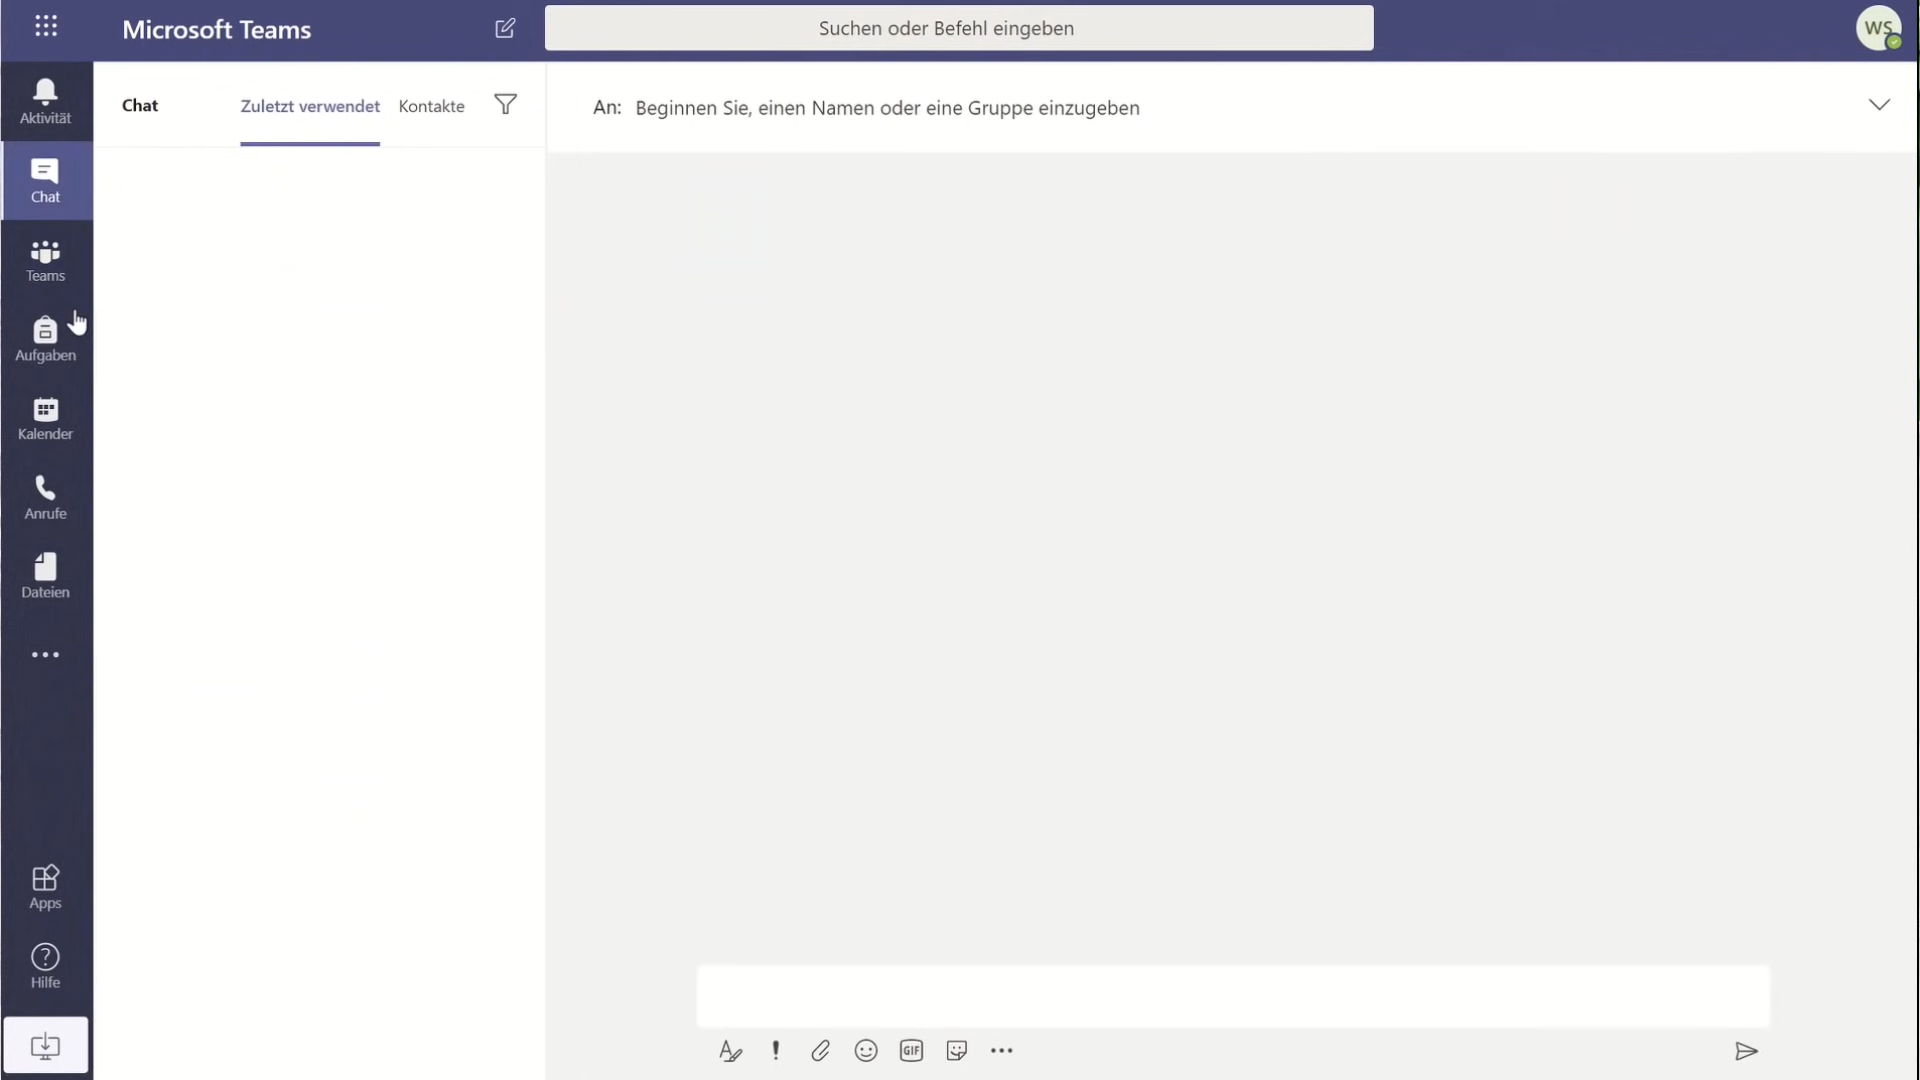 Microsoft Teams
Suchen oder Befehl eingeben
WS
Aktivität
Chat
Teams
Aufgaben
Kalender
Anrufe
Dateien
Apps
Hilfe
Chat
Zuletzt verwendet
Kontakte
An: Beginnen Sie, einen Namen oder eine Gruppe einzugeben
GIF